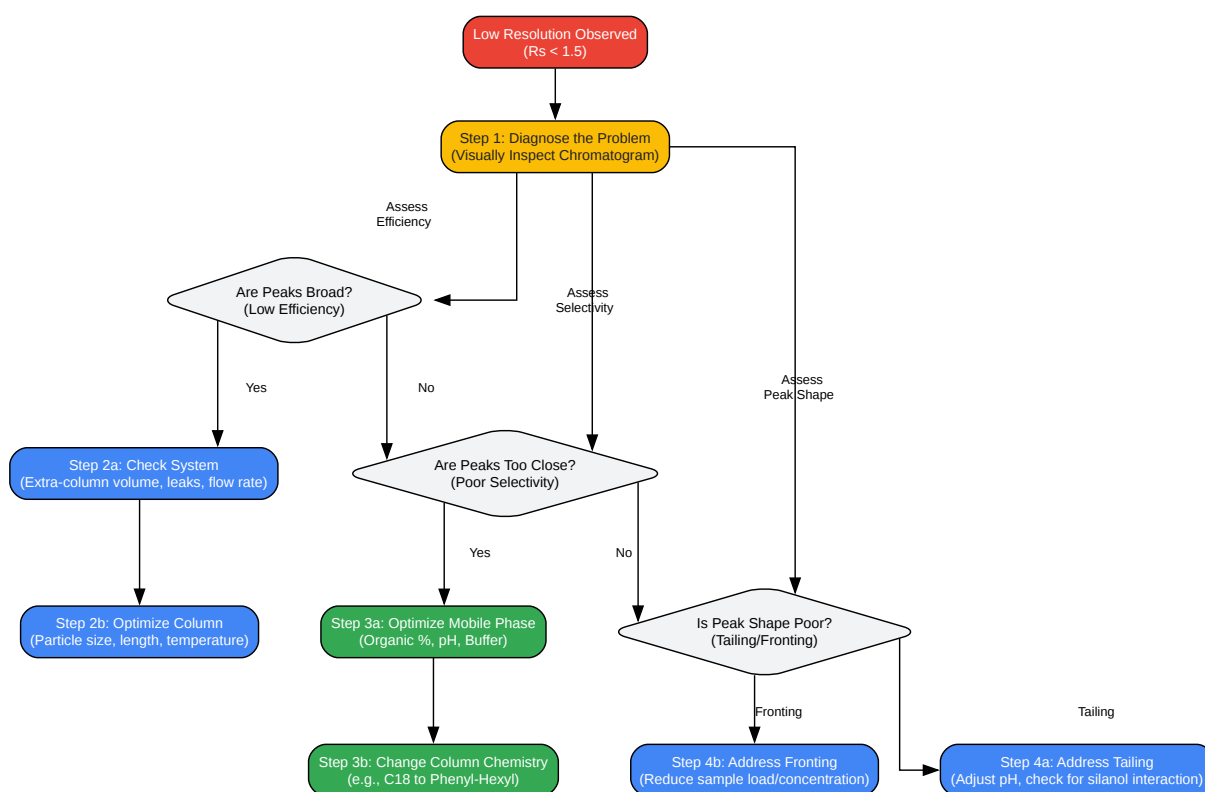 Low Resolution Observed
(Rs < 1.5)
Step 1: Diagnose the Problem
(Visually Inspect Chromatogram)
Assess
Efficiency
Assess
Selectivity
Assess
Peak Shape
Are Peaks Broad?
(Low Efficiency)
Yes
No
Step 2a: Check System
(Extra-column volume, leaks, flow rate)
Are Peaks Too Close?
(Poor Selectivity)
Yes
No
Step 2b: Optimize Column
(Particle size, length, temperature)
Step 3a: Optimize Mobile Phase
(Organic %, pH, Buffer)
Is Peak Shape Poor?
(Tailing/Fronting)
Fronting
Tailing
Step 3b: Change Column Chemistry
(e.g., C18 to Phenyl-Hexyl)
Step 4b: Address Fronting
(Reduce sample load/concentration)
Step 4a: Address Tailing
(Adjust pH, check for silanol interaction)